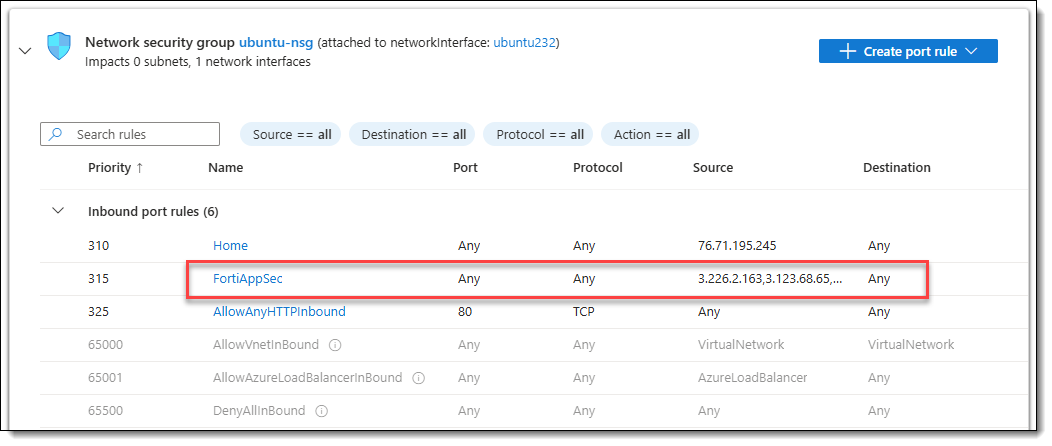 Network security group ubuntu-nsg (attached to networkInterface: ubuntu232)
Impacts 0 subnets, 1 network interfaces
Create port rule
Search rules
Source == all
Destination == all
Protocol == all
Action == all
Priority ↑ Name Port Protocol Source Destination
Inbound port rules (6)
310 Home Any Any 76.71.195.245 Any
315 FortiAppSec Any Any 3.226.2.163,3.123.68.65,... Any
325 AllowAnyHTTPInbound 80 TCP Any Any
65000 AllowVnetInBound Any Any VirtualNetwork VirtualNetwork
65001 AllowAzureLoadBalancerInBound Any Any AzureLoadBalancer Any
65500 DenyAllInBound Any Any Any Any